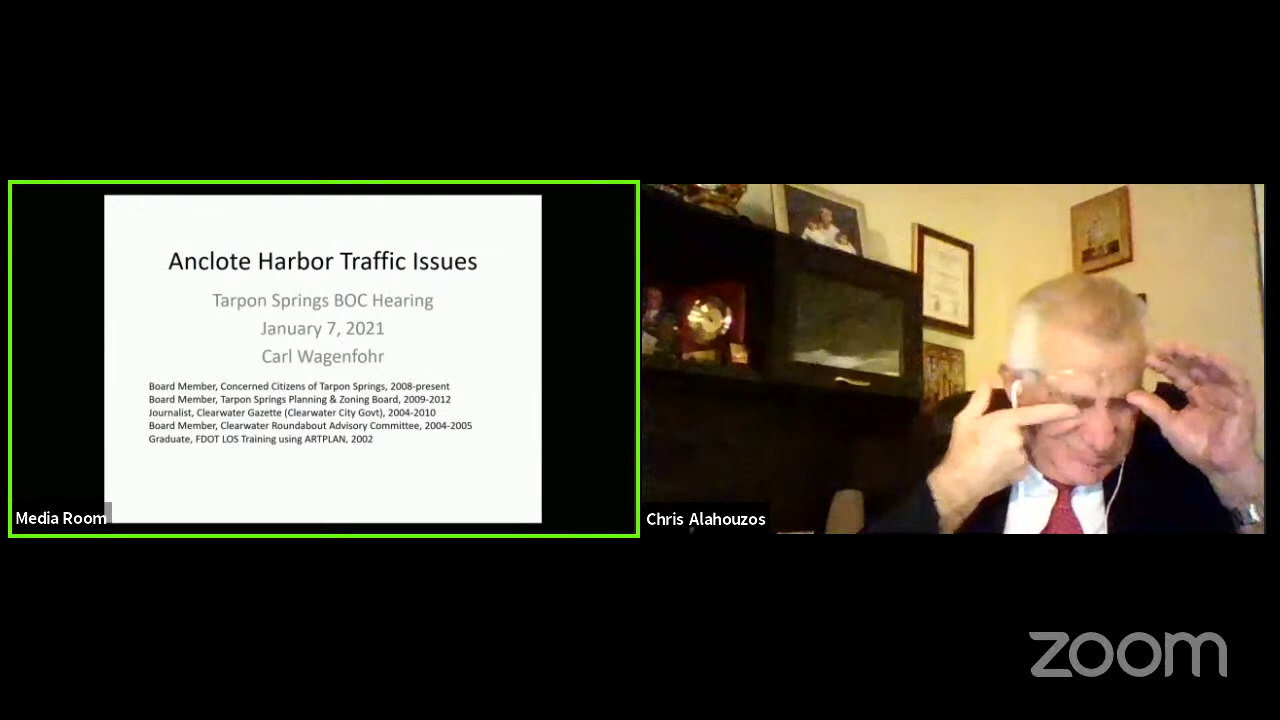 Anclote Harbor Traffic Issues
Tarpon Springs BOC Hearing
January 7, 2021
Carl Wagenfohr
Board Member, Concerned Citizens of Tarpon Springs, 2008-present
Board Member, Tarpon Springs Planning & Zoning Board, 2009-2012
Journalist, Clearwater Gazette (Clearwater City Govt), 2004-2010
Board Member, Clearwater Roundabout Advisory Committee, 2004-2005
Graduate, FDOT LOS Training using ARTPLAN, 2002
Media Room
Chris Alahouzos
zoom